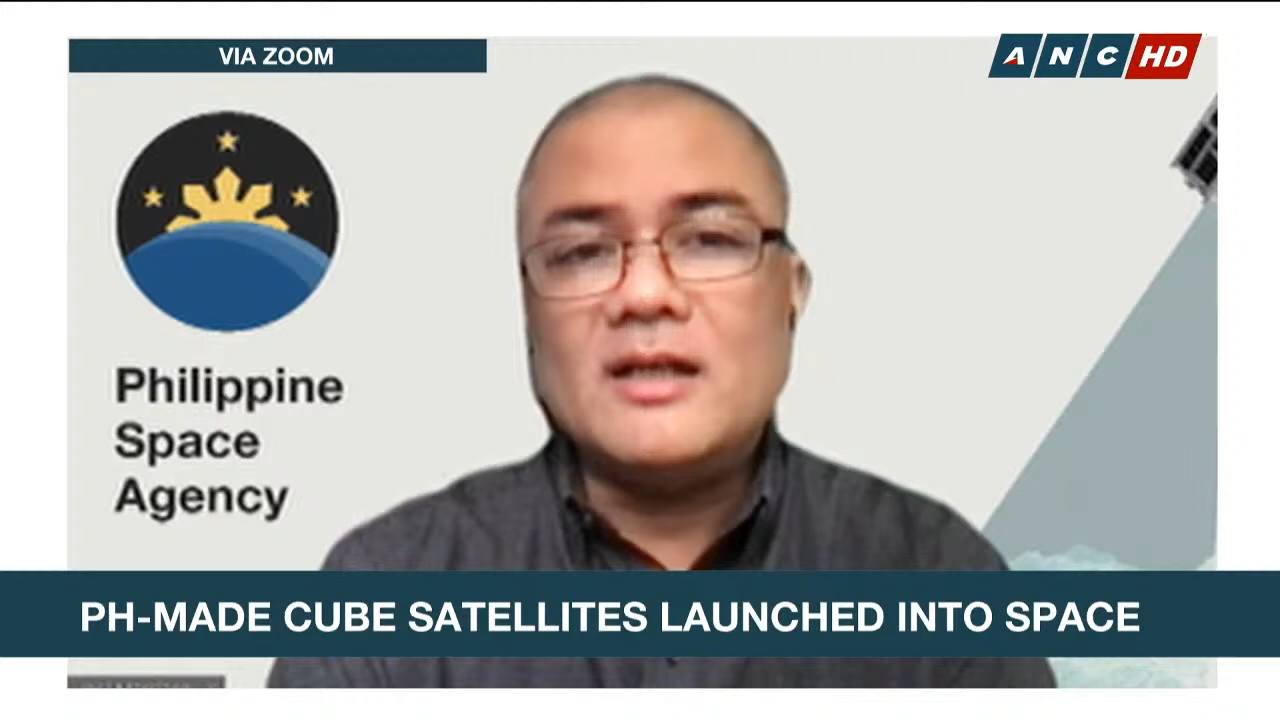 VIA ZOOM
ANC HD
Philippine
Space
Agency
PH-MADE CUBE SATELLITES LAUNCHED INTO SPACE